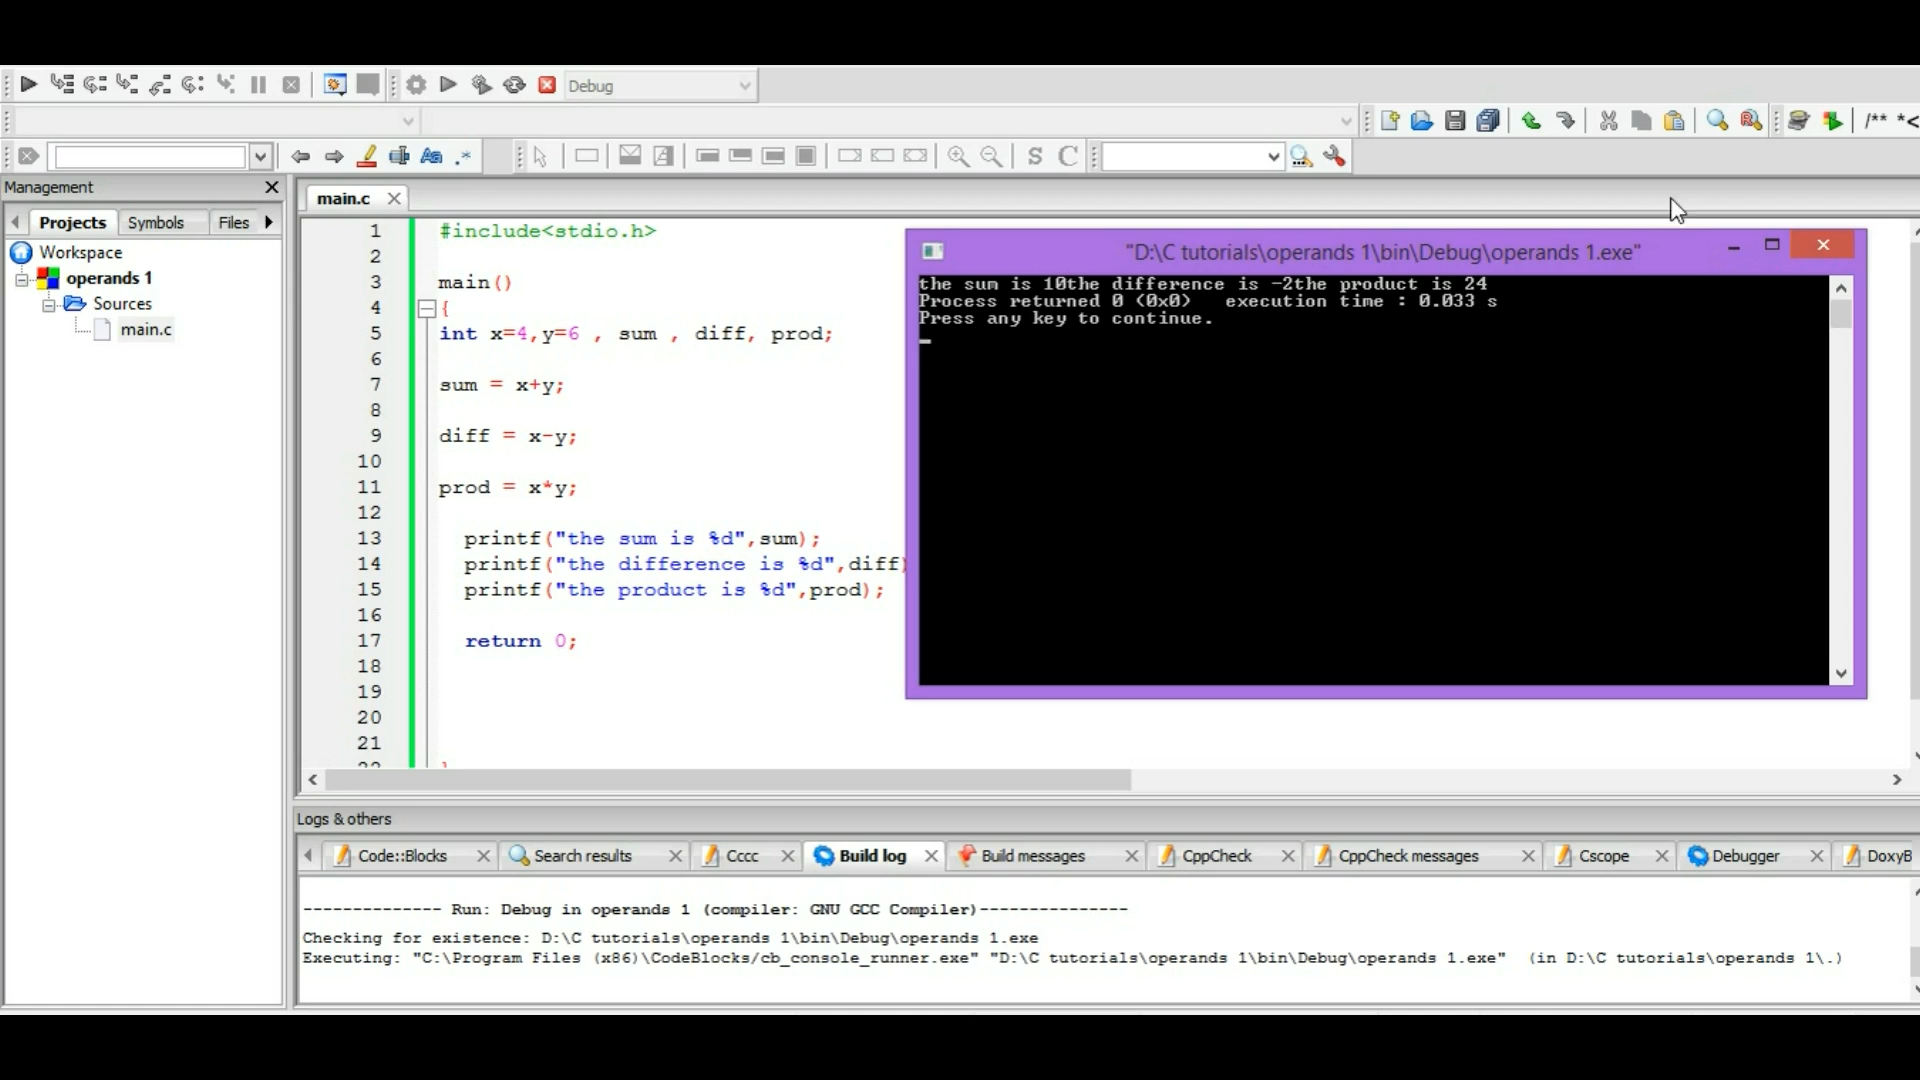 Debug
/** *<
.*
S C
Management
main.c
Projects Symbols Files
Workspace
operands 1
Sources
main.c
1 #include<stdio.h>
2
3 main()
4 {
5 int x=4,y=6 , sum , diff, prod;
6
7 sum = x+y;
8
9 diff = x-y;
10
11 prod = x*y;
12
13 printf("the sum is %d",sum);
14 printf("the difference is %d",diff)
15 printf("the product is %d",prod);
16
17 return 0;
18
19
20
21
"D:\C tutorials\operands 1\bin\Debug\operands 1.exe"
the sum is 10the difference is -2the product is 24
Process returned 0 (0x0) execution time : 0.033 s
Press any key to continue.
Logs & others
Code::Blocks Search results Cccc Build log Build messages CppCheck CppCheck messages Cscope Debugger DoxyB
-------------- Run: Debug in operands 1 (compiler: GNU GCC Compiler)---------------
Checking for existence: D:\C tutorials\operands 1\bin\Debug\operands 1.exe
Executing: "C:\Program Files (x86)\CodeBlocks/cb_console_runner.exe" "D:\C tutorials\operands 1\bin\Debug\operands 1.exe" (in D:\C tutorials\operands 1\.)